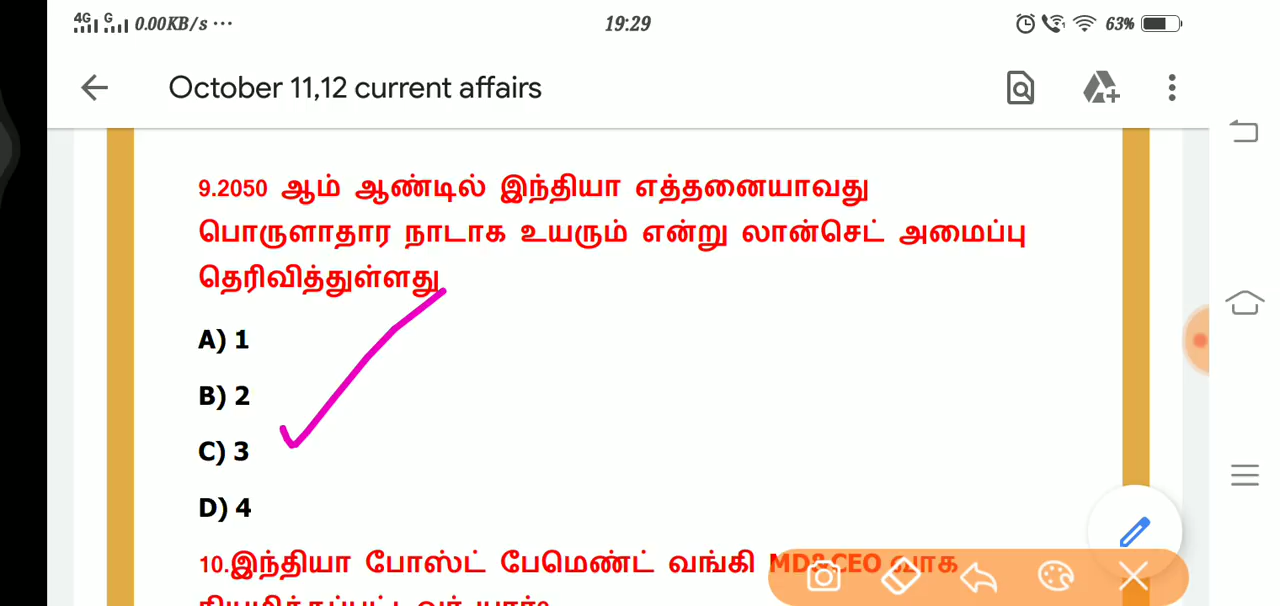 4G G 0.00KB/s ... 19:29 63%
October 11,12 current affairs
9.2050 ஆம் ஆண்டில் இந்தியா எத்தனையாவது
பொருளாதார நாடாக உயரும் என்று லான்செட் அமைப்பு
தெரிவித்துள்ளது
A) 1
B) 2
C) 3
D) 4
10.இந்தியா போஸ்ட் பேமெண்ட் வங்கி MD&CEO வாக